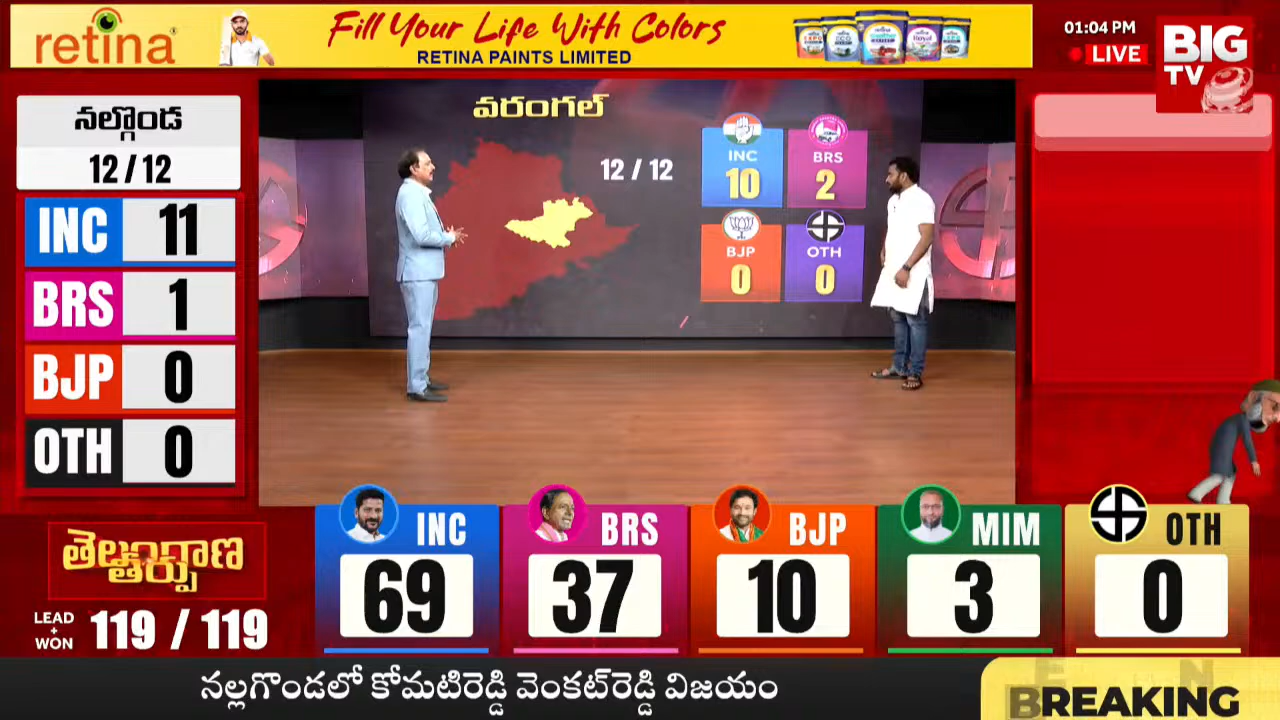 retina
Fill Your Life With Colors
RETINA PAINTS LIMITED
01:04 PM
LIVE
BIG
TV
నల్గొండ
12 / 12
INC 11
BRS 1
BJP 0
OTH 0
వరంగల్
12 / 12
INC
10
BRS
2
BJP
0
OTH
0
తెలంగాణ
తీర్పు
LEAD
+
WON
119 / 119
INC
69
BRS
37
BJP
10
MIM
3
OTH
0
నల్లగొండలో కోమటిరెడ్డి వెంకట్‌రెడ్డి విజయం
BREAKING